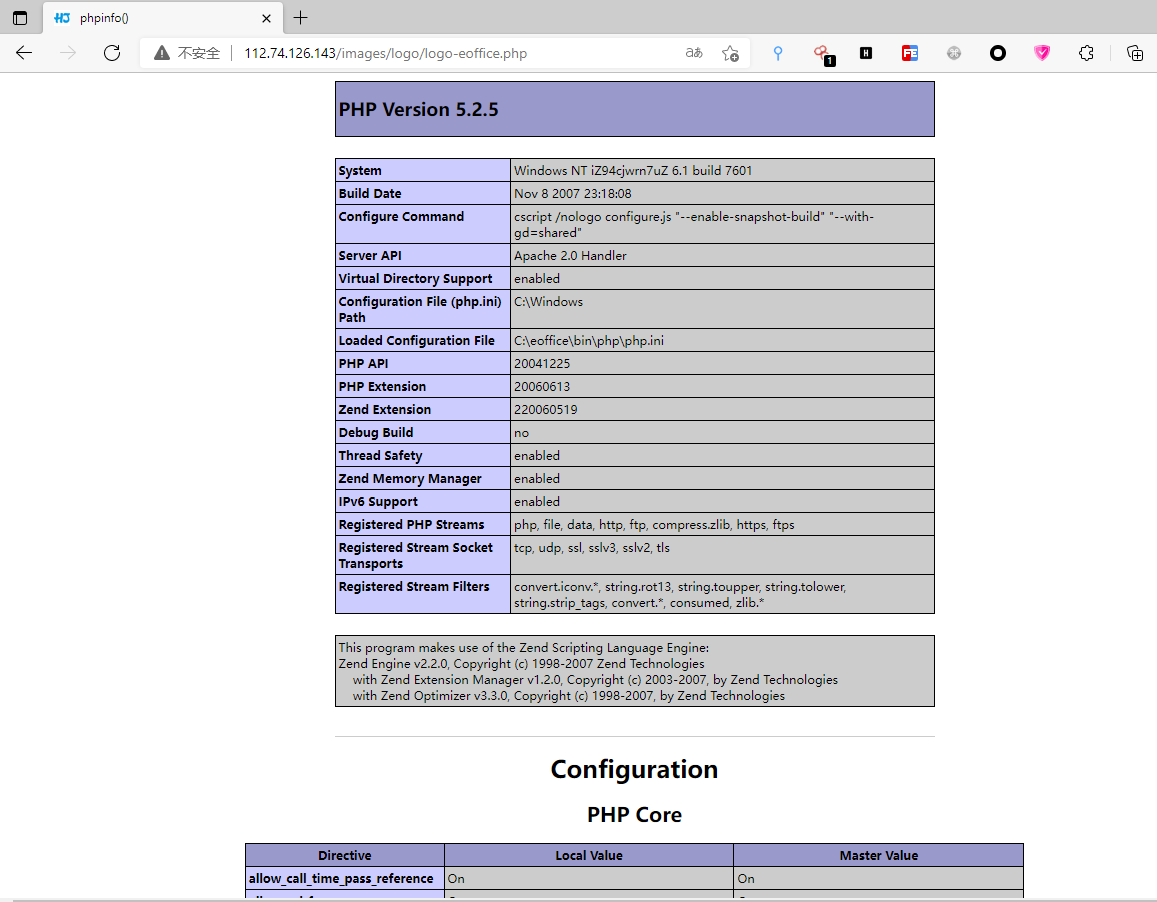 phpinfo()
不安全
112.74.126.143/images/logo/logo-eoffice.php
aあ
1
H
PHP Version 5.2.5
System Windows NT iZ94cjwrn7uZ 6.1 build 7601
Build Date Nov 8 2007 23:18:08
Configure Command cscript /nologo configure.js "--enable-snapshot-build" "--with-
gd=shared"
Server API Apache 2.0 Handler
Virtual Directory Support enabled
Configuration File (php.ini) C:\Windows
Path
Loaded Configuration File C:\eoffice\bin\php\php.ini
PHP API 20041225
PHP Extension 20060613
Zend Extension 220060519
Debug Build no
Thread Safety enabled
Zend Memory Manager enabled
IPv6 Support enabled
Registered PHP Streams php, file, data, http, ftp, compress.zlib, https, ftps
Registered Stream Socket tcp, udp, ssl, sslv3, sslv2, tls
Transports
Registered Stream Filters convert.iconv.*, string.rot13, string.toupper, string.tolower,
string.strip_tags, convert.*, consumed, zlib.*
This program makes use of the Zend Scripting Language Engine:
Zend Engine v2.2.0, Copyright (c) 1998-2007 Zend Technologies
with Zend Extension Manager v1.2.0, Copyright (c) 2003-2007, by Zend Technologies
with Zend Optimizer v3.3.0, Copyright (c) 1998-2007, by Zend Technologies
Configuration
PHP Core
Directive Local Value Master Value
allow_call_time_pass_reference On On